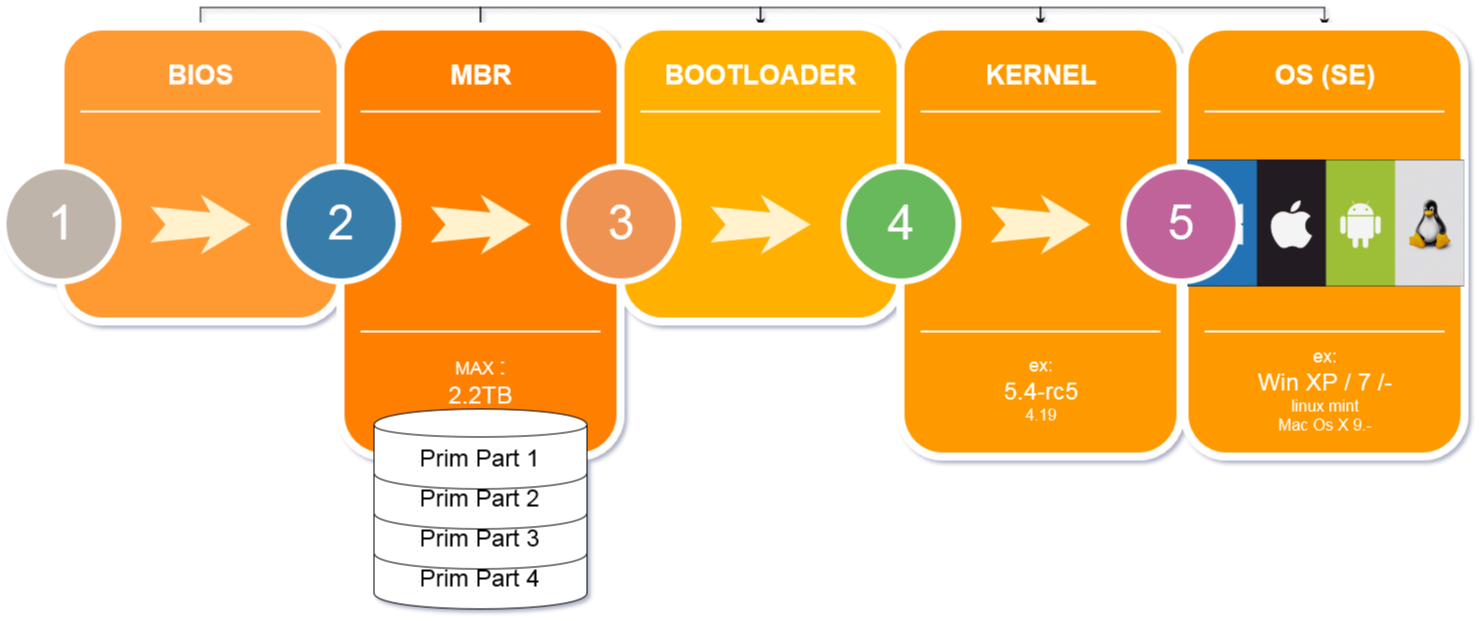 BIOS
MBR
BOOTLOADER
KERNEL
OS (SE)
1
2
3
4
5
MAX :
2.2TB
Prim Part 1
Prim Part 2
Prim Part 3
Prim Part 4
ex:
5.4-rc5
4.19
ex:
Win XP / 7 /-
linux mint
Mac Os X 9.-